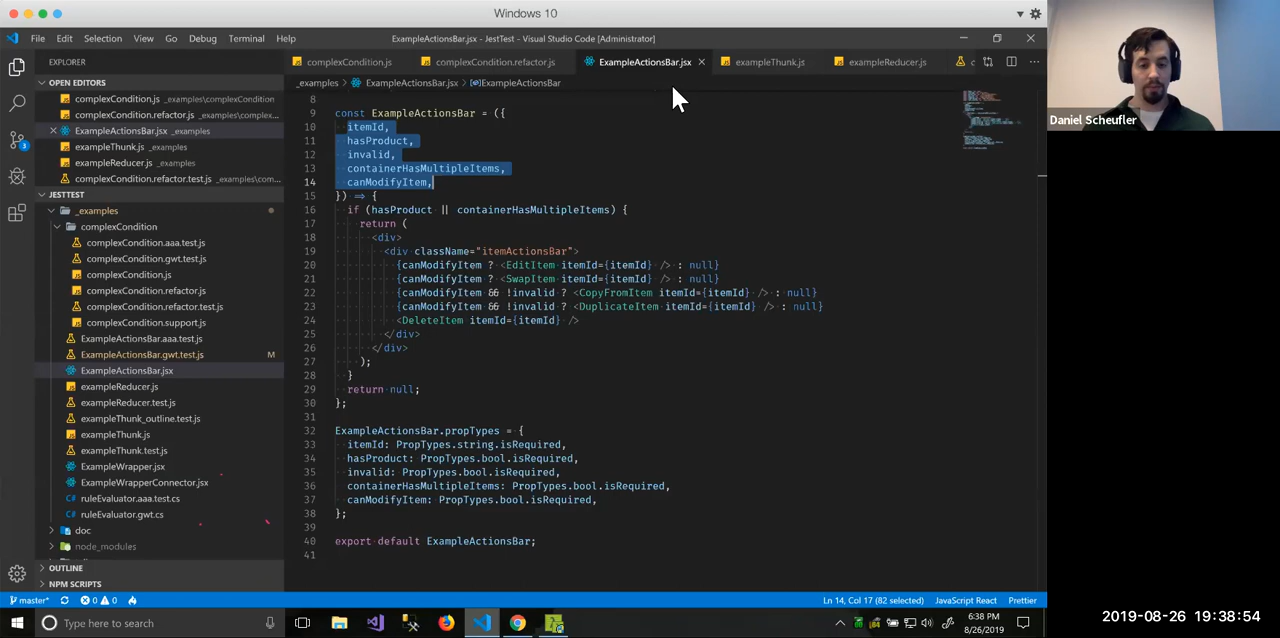 Windows 10
File Edit Selection View Go Debug Terminal Help
ExampleActionsBar.jsx - JestTest - Visual Studio Code [Administrator]
EXPLORER
complexCondition.js
complexCondition.refactor.js
ExampleActionsBar.jsx
exampleThunk.js
exampleReducer.js
c
OPEN EDITORS
complexCondition.js _examples\complexCondition
complexCondition.refactor.js _examples\complex...
ExampleActionsBar.jsx _examples
exampleThunk.js _examples
exampleReducer.js _examples
complexCondition.refactor.test.js _examples\con...
JESTTEST
_examples
complexCondition
complexCondition.aaa.test.js
complexCondition.gwt.test.js
complexCondition.js
complexCondition.refactor.js
complexCondition.refactor.test.js
complexCondition.support.js
ExampleActionsBar.aaa.test.js
ExampleActionsBar.gwt.test.js M
ExampleActionsBar.jsx
exampleReducer.js
exampleReducer.test.js
exampleThunk_outline.test.js
exampleThunk.js
exampleThunk.test.js
ExampleWrapper.jsx
ExampleWrapperConnector.jsx
ruleEvaluator.aaa.test.cs
ruleEvaluator.gwt.cs
doc
node_modules
OUTLINE
NPM SCRIPTS
3
_examples > ExampleActionsBar.jsx > ExampleActionsBar
8
9 const ExampleActionsBar = ({
10 itemId,
11 hasProduct,
12 invalid,
13 containerHasMultipleItems,
14 canModifyItem,
15 }) => {
16 if (hasProduct || containerHasMultipleItems) {
17 return (
18 <div>
19 <div className="itemActionsBar">
20 {canModifyItem ? <EditItem itemId={itemId} /> : null}
21 {canModifyItem ? <SwapItem itemId={itemId} /> : null}
22 {canModifyItem && !invalid ? <CopyFromItem itemId={itemId} /> : null}
23 {canModifyItem && !invalid ? <DuplicateItem itemId={itemId} /> : null}
24 <DeleteItem itemId={itemId} />
25 </div>
26 </div>
27 );
28 }
29 return null;
30 };
31
32 ExampleActionsBar.propTypes = {
33 itemId: PropTypes.string.isRequired,
34 hasProduct: PropTypes.bool.isRequired,
35 invalid: PropTypes.bool.isRequired,
36 containerHasMultipleItems: PropTypes.bool.isRequired,
37 canModifyItem: PropTypes.bool.isRequired,
38 };
39
40 export default ExampleActionsBar;
41
Daniel Scheufler
master* 0 0 Ln 14, Col 17 (82 selected) JavaScript React Prettier
Type here to search
6:38 PM
8/26/2019
2019-08-26 19:38:54